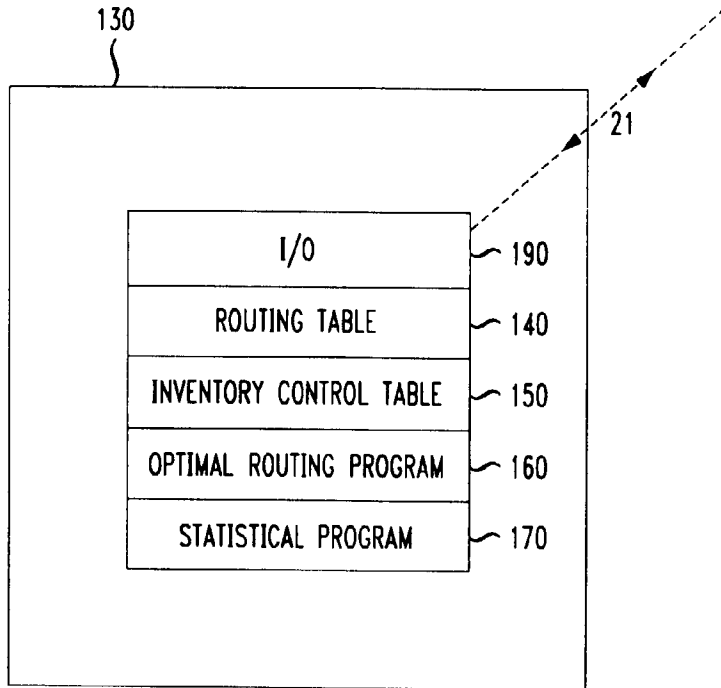 130
21
I/O 190
ROUTING TABLE 140
INVENTORY CONTROL TABLE 150
OPTIMAL ROUTING PROGRAM 160
STATISTICAL PROGRAM 170